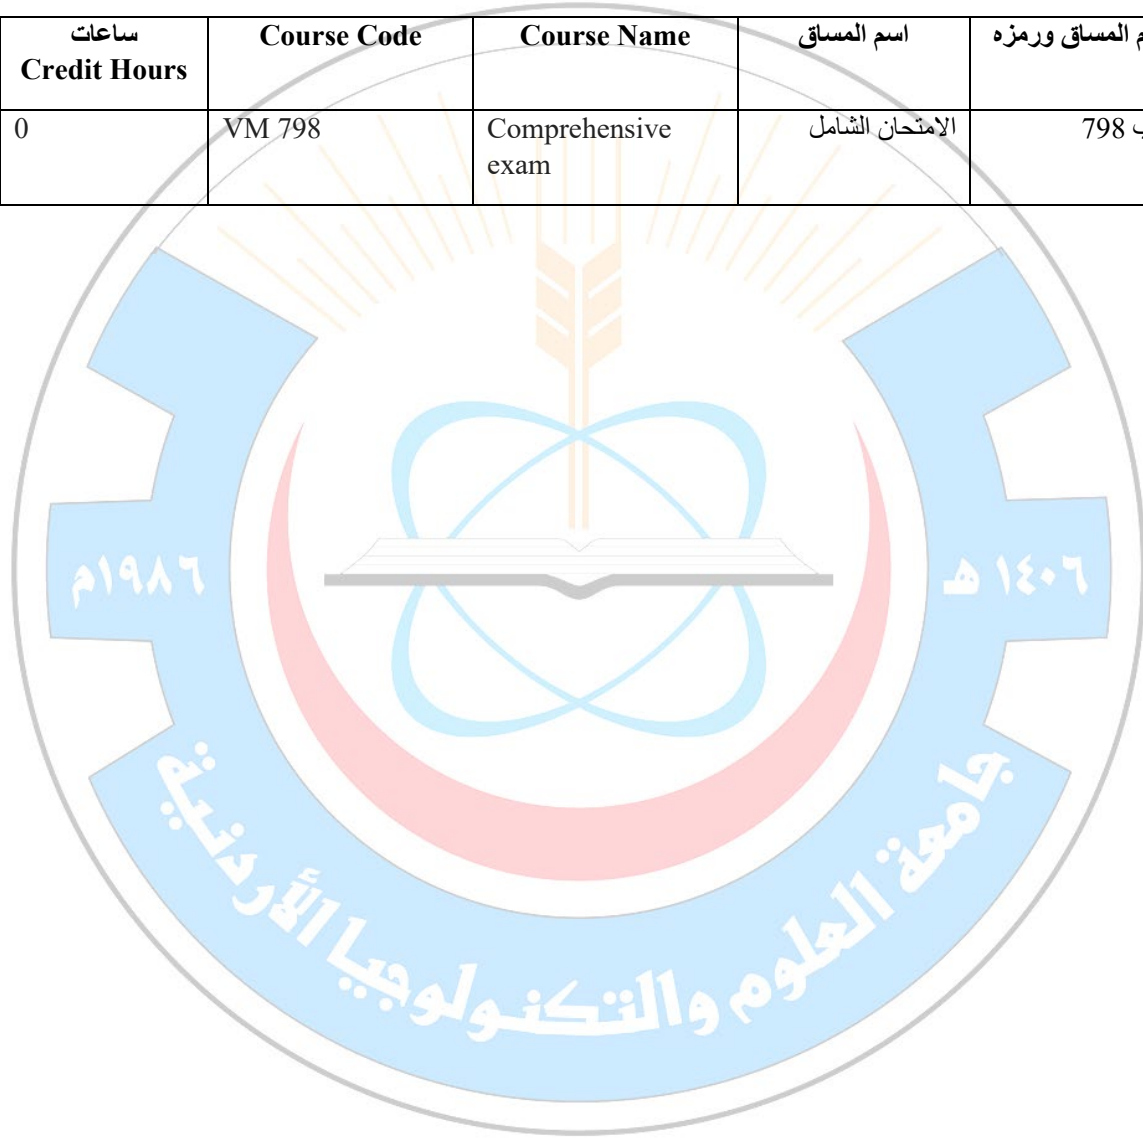 ساعات Course Code Course Name اسم المساق المساق ورمزه
Credit Hours
0 VM 798 Comprehensive الامتحان الشامل 798
exam
١٩٨٦م
١٤٠٦ هـ
جامعة العلوم والتكنولوجيا الأردنية